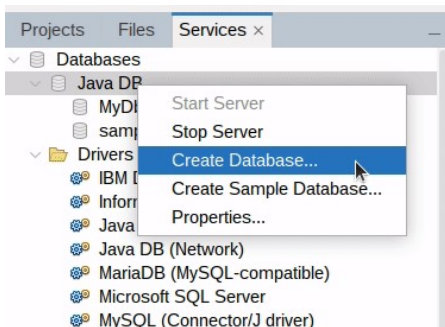 Projects Files Services ×
Databases
Java DB
Start Server
Stop Server
Create Database...
Create Sample Database...
Properties...
Drivers
Java
Java DB (Network)
MariaDB (MySQL-compatible)
Microsoft SQL Server
MySQL (Connector/J driver)